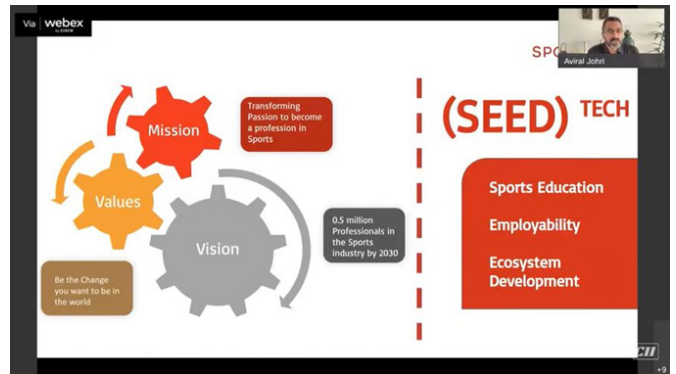 Via webex
by CISCO
SPO
Aviral Johri
Mission
Transforming
Passion to become
a profession in
Sports
Values
Vision
0.5 million
Professionals in
the Sports
industry by 2030
Be the Change
you want to be in
the world
(SEED) TECH
Sports Education
Employability
Ecosystem
Development
CII
+9